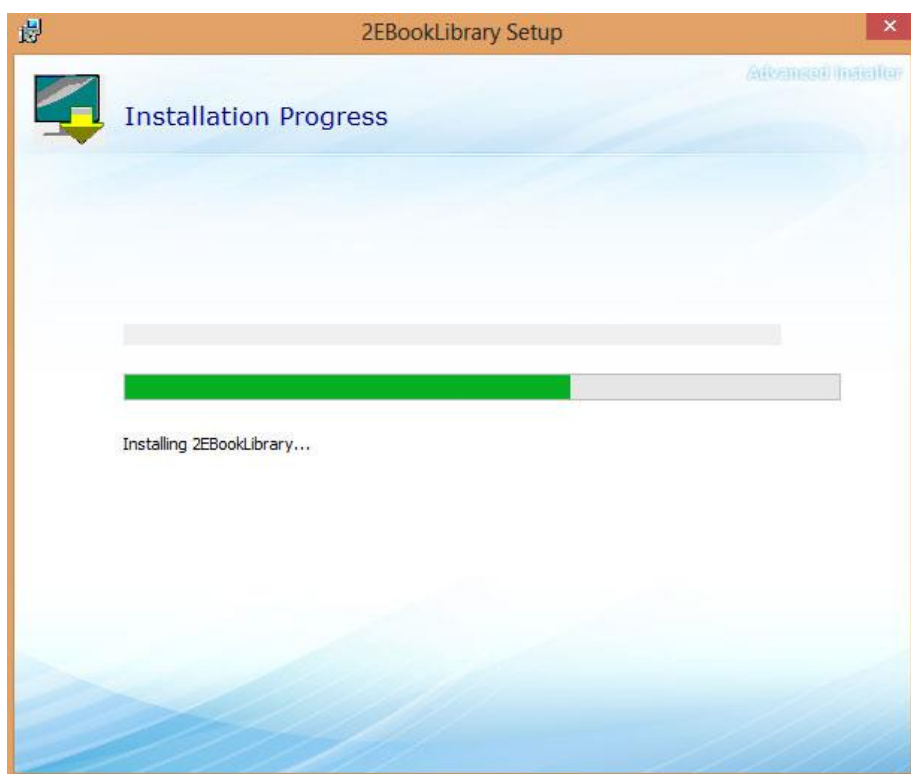 2EBookLibrary Setup
Advanced Installer
Installation Progress
Installing 2EBookLibrary...